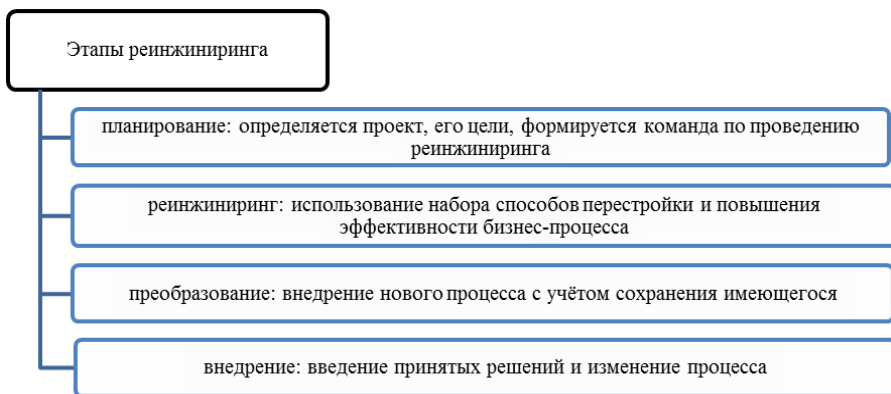 Этапы реинжиниринга
планирование: определяется проект, его цели, формируется команда по проведению
реинжиниринга
реинжиниринг: использование набора способов перестройки и повышения
эффективности бизнес-процесса
преобразование: внедрение нового процесса с учётом сохранения имеющегося
внедрение: введение принятых решений и изменение процесса